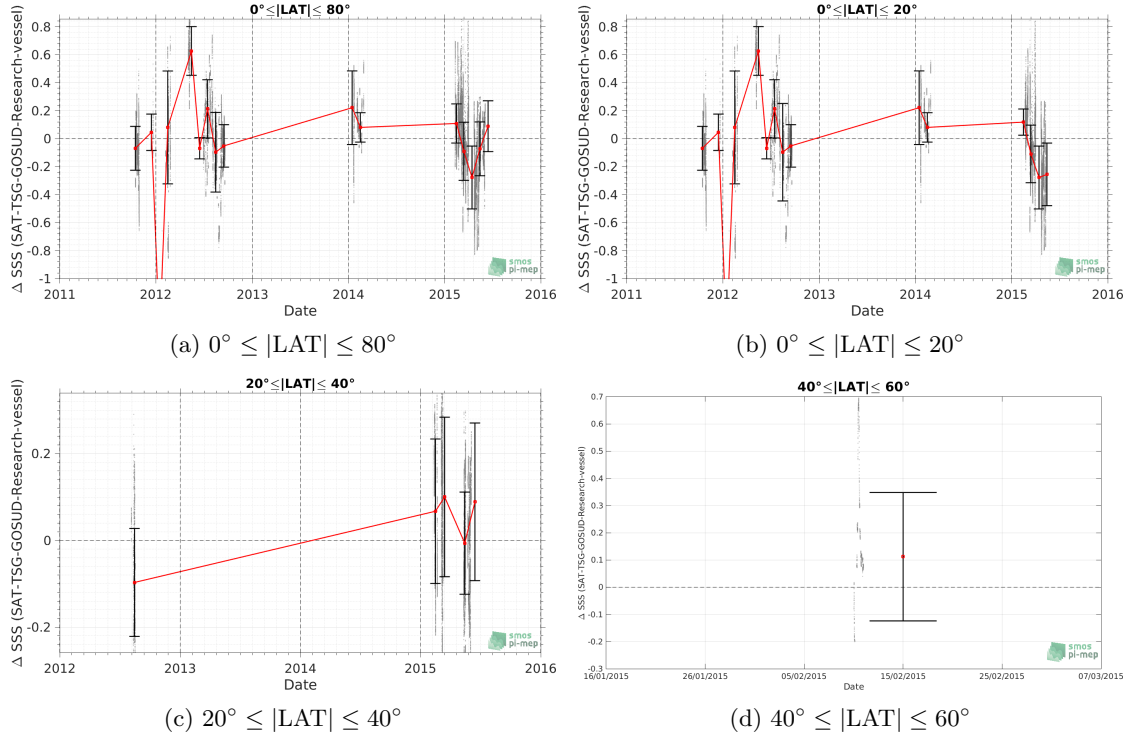 0°≤|LAT|≤ 80°
Δ SSS (SAT-TSG-GOSUD-Research-vessel)
0.8
0.6
0.4
0.2
0
-0.2
-0.4
-0.6
-0.8
-1
2011 2012 2013 2014 2015 2016
Date
smos
pi-mep
(a) 0° ≤ |LAT| ≤ 80°
0°≤|LAT|≤ 20°
Δ SSS (SAT-TSG-GOSUD-Research-vessel)
0.8
0.6
0.4
0.2
0
-0.2
-0.4
-0.6
-0.8
-1
2011 2012 2013 2014 2015 2016
Date
smos
pi-mep
(b) 0° ≤ |LAT| ≤ 20°
20°≤|LAT|≤ 40°
Δ SSS (SAT-TSG-GOSUD-Research-vessel)
0.2
0
-0.2
2012 2013 2014 2015 2016
Date
smos
pi-mep
(c) 20° ≤ |LAT| ≤ 40°
40°≤|LAT|≤ 60°
Δ SSS (SAT-TSG-GOSUD-Research-vessel)
0.7
0.6
0.5
0.4
0.3
0.2
0.1
0
-0.1
-0.2
-0.3
16/01/2015 26/01/2015 05/02/2015 15/02/2015 25/02/2015 07/03/2015
Date
smos
pi-mep
(d) 40° ≤ |LAT| ≤ 60°